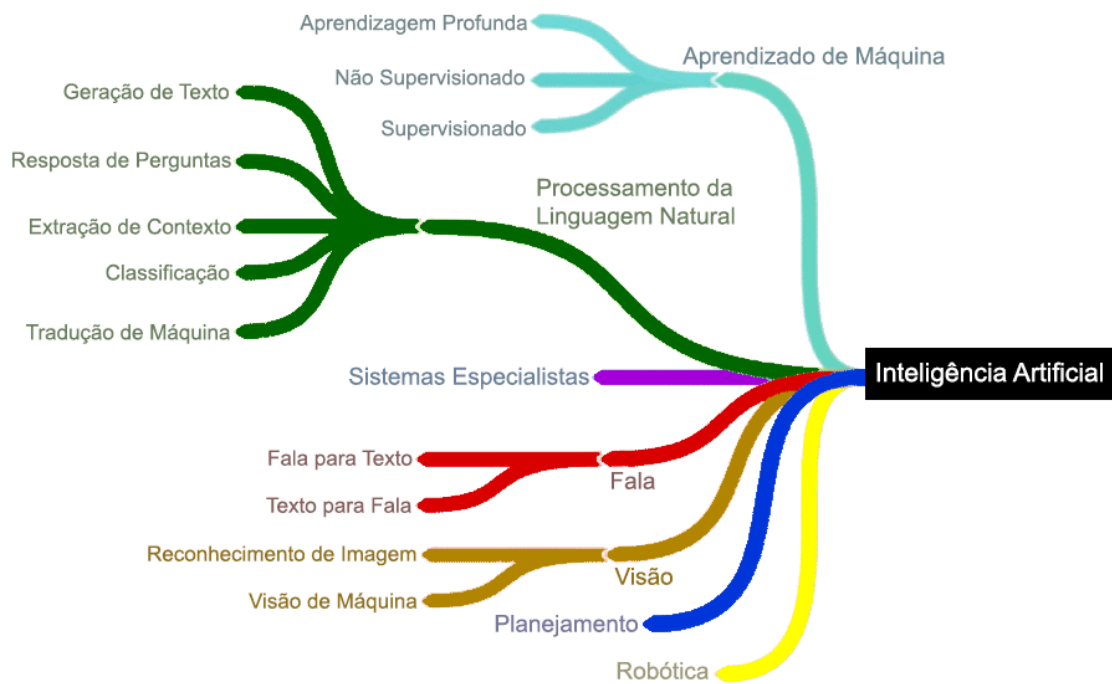 Aprendizagem Profunda
Aprendizado de Máquina
Não Supervisionado
Supervisionado
Geração de Texto
Resposta de Perguntas
Processamento da
Linguagem Natural
Extração de Contexto
Classificação
Tradução de Máquina
Inteligência Artificial
Sistemas Especialistas
Fala para Texto
Fala
Texto para Fala
Reconhecimento de Imagem
Visão
Visão de Máquina
Planejamento
Robótica